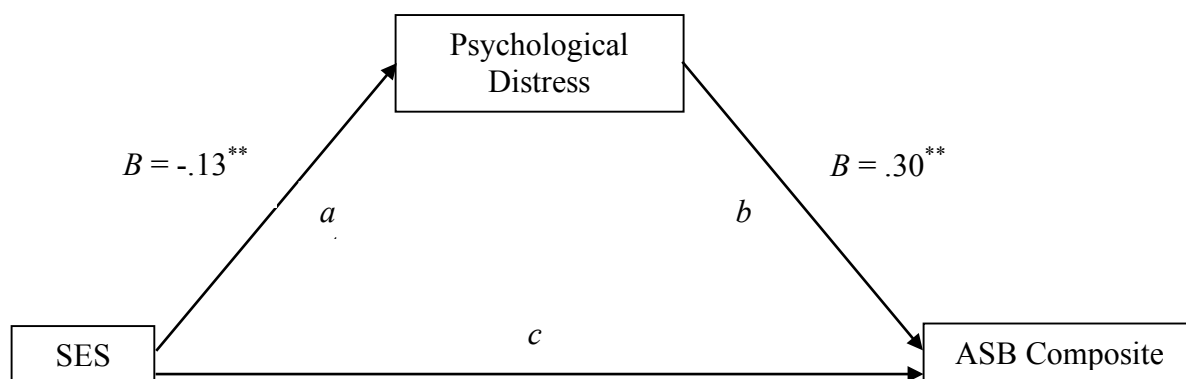 Psychological
Distress
B = -.13**
B = .30**
a
b
c
SES
ASB Composite